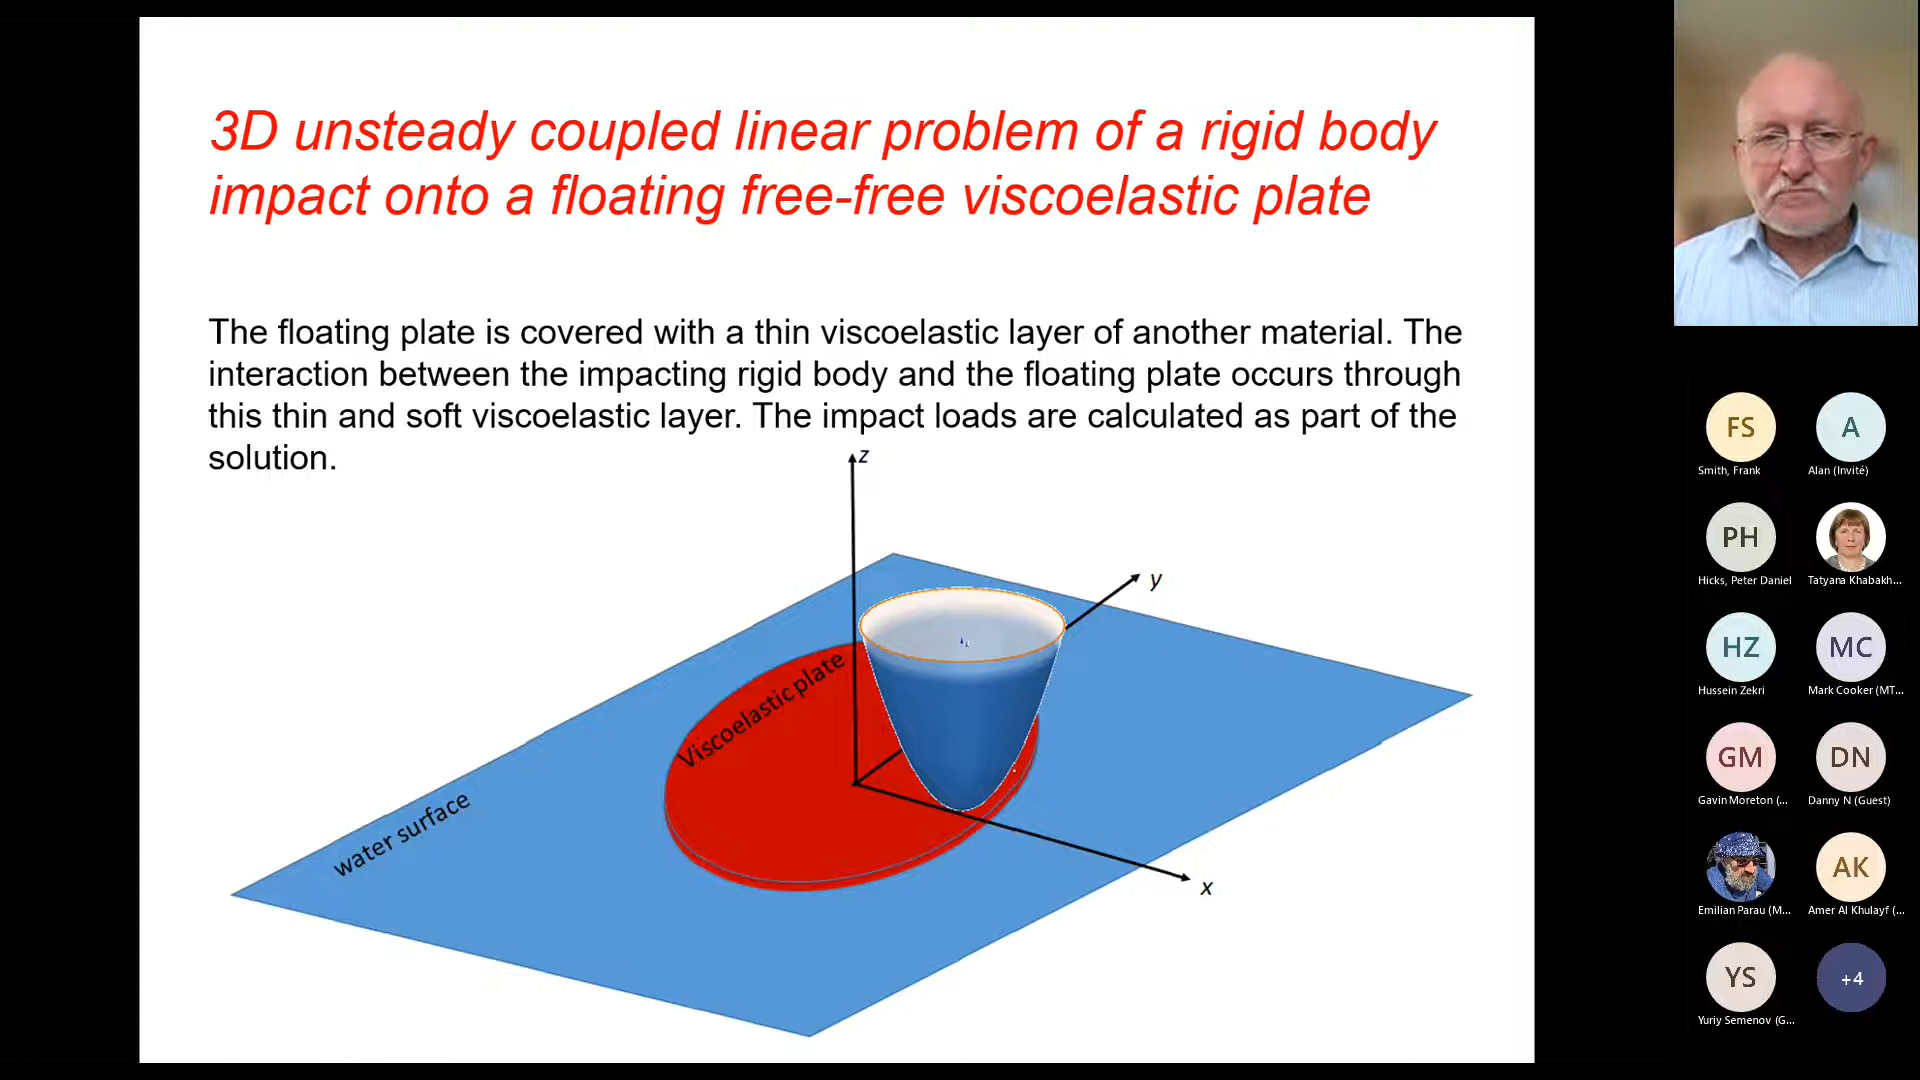 3D unsteady coupled linear problem of a rigid body
impact onto a floating free-free viscoelastic plate
The floating plate is covered with a thin viscoelastic layer of another material. The
interaction between the impacting rigid body and the floating plate occurs through
this thin and soft viscoelastic layer. The impact loads are calculated as part of the
solution.
z
y
Viscoelastic plate
water surface
x
FS
A
Smith, Frank
Alan (Invité)
PH
Hicks, Peter Daniel
Tatyana Khabakh...
HZ
MC
Hussein Zekri
Mark Cooker (MT...
GM
DN
Gavin Moreton (...
Danny N (Guest)
AK
Emilian Parau (M...
Amer Al Khulayf (...
YS
+4
Yuriy Semenov (G...